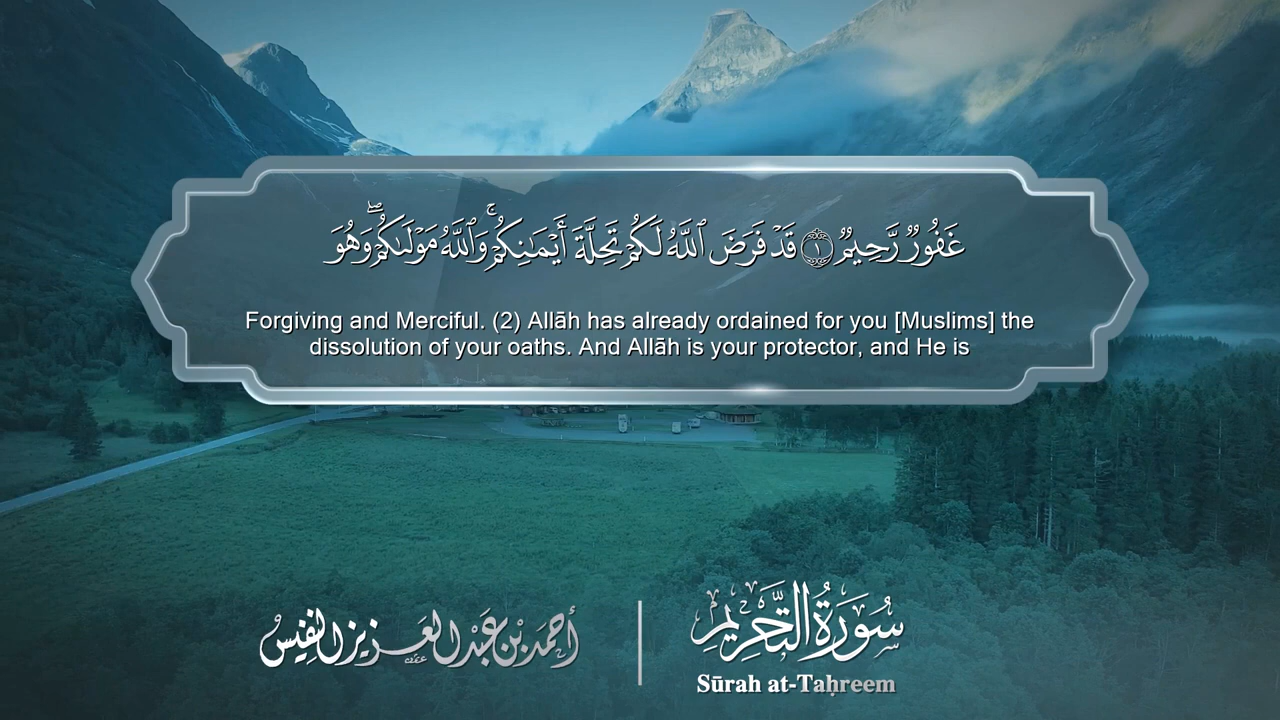 غَفُورٌ رَّحِيمٌ ١ قَدْ فَرَضَ ٱللَّهُ لَكُمْ تَحِلَّةَ أَيْمَـٰنِكُمْ ۚ وَٱللَّهُ مَوْلَىٰكُمْ ۖ وَهُوَ
Forgiving and Merciful. (2) Allāh has already ordained for you [Muslims] the
dissolution of your oaths. And Allāh is your protector, and He is
أحمد بن عبد العزيز النفيس
سُورَةُ التَّحْرِيمِ
Sūrah at-Taḥreem